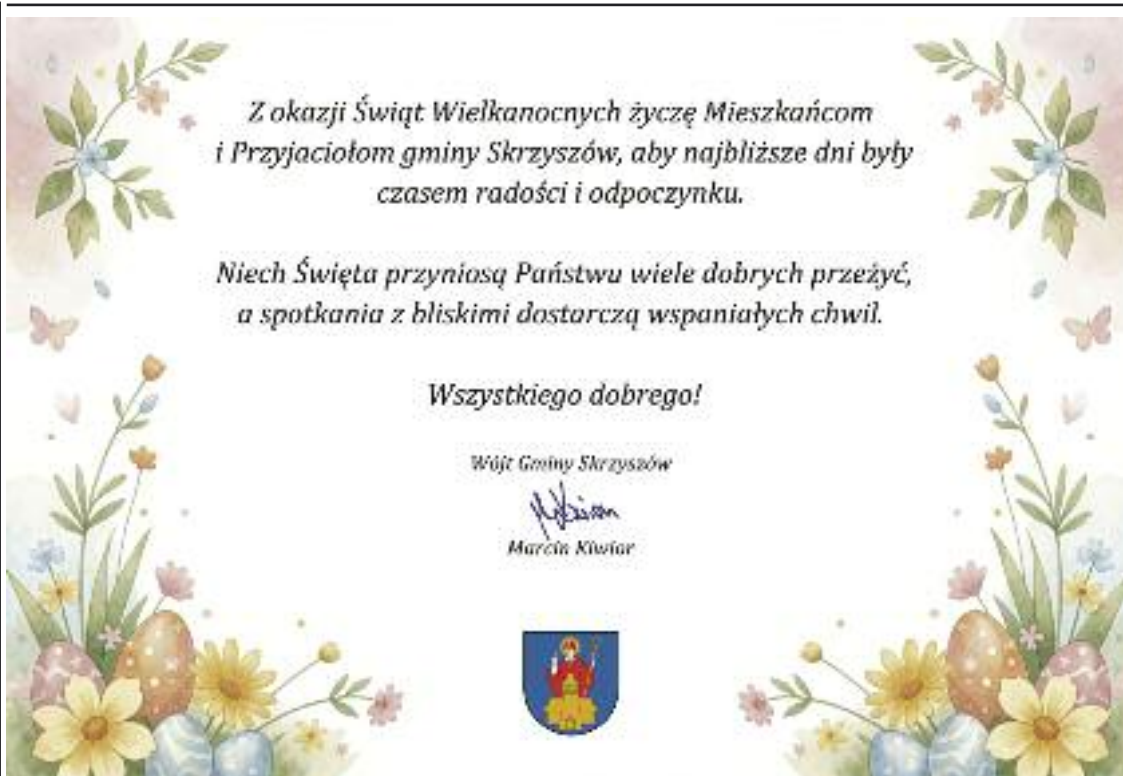 Z okazji Świąt Wielkanocnych życzę Mieszkańcom
i Przyjaciołom gminy Skrzyszów, aby najbliższe dni były
czasem radości i odpoczynku.
Niech Święta przyniosą Państwu wiele dobrych przeżyć,
a spotkania z bliskimi dostarczą wspaniałych chwil.
Wszystkiego dobrego!
Wójt Gminy Skrzyszów
Marcin Kiwior